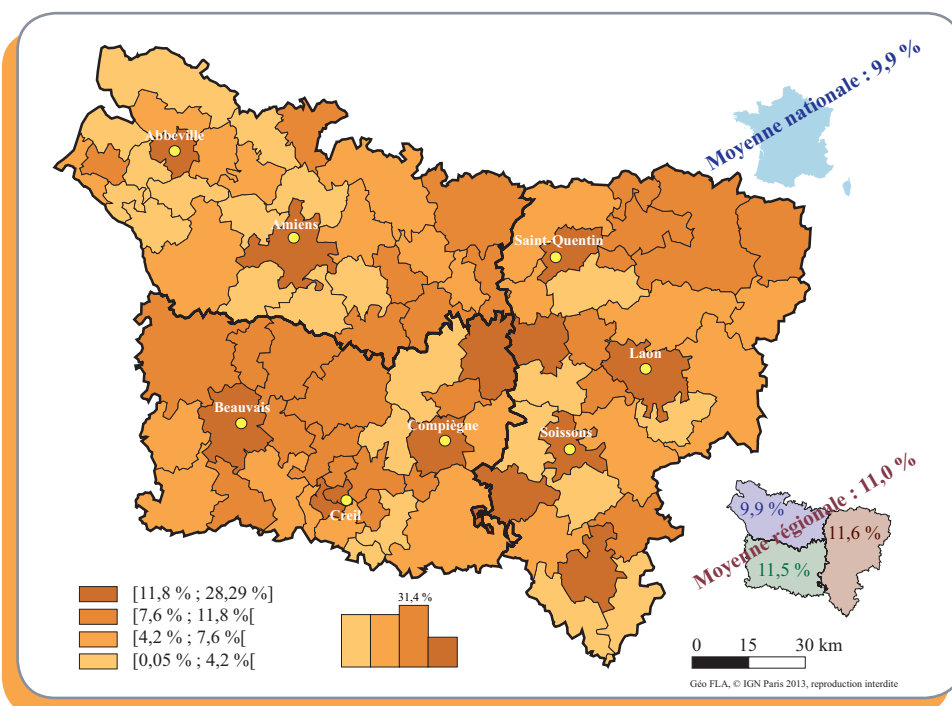 Moyenne nationale : 9,9 %
Abbeville
Amiens
Saint-Quentin
Laon
Beauvais
Compiègne
Soissons
Creil
Moyenne régionale : 11,0 %
9,9 %
11,6 %
11,5 %
[11,8 % ; 28,29 %]
[7,6 % ; 11,8 %[
[4,2 % ; 7,6 %[
[0,05 % ; 4,2 %[
31,4 %
0 15 30 km
Géo FLA, © IGN Paris 2013, reproduction interdite